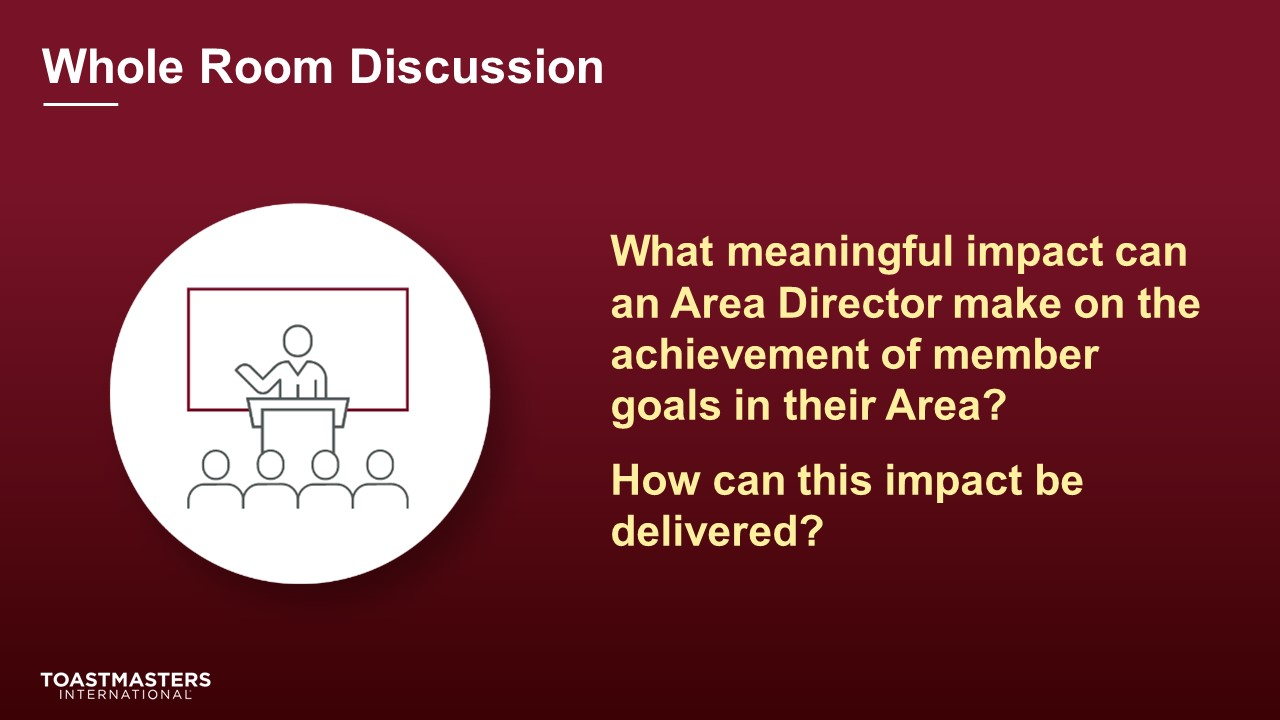 Whole Room Discussion
What meaningful impact can
an Area Director make on the
achievement of member
goals in their Area?
How can this impact be
delivered?
TOASTMASTERS
INTERNATIONAL